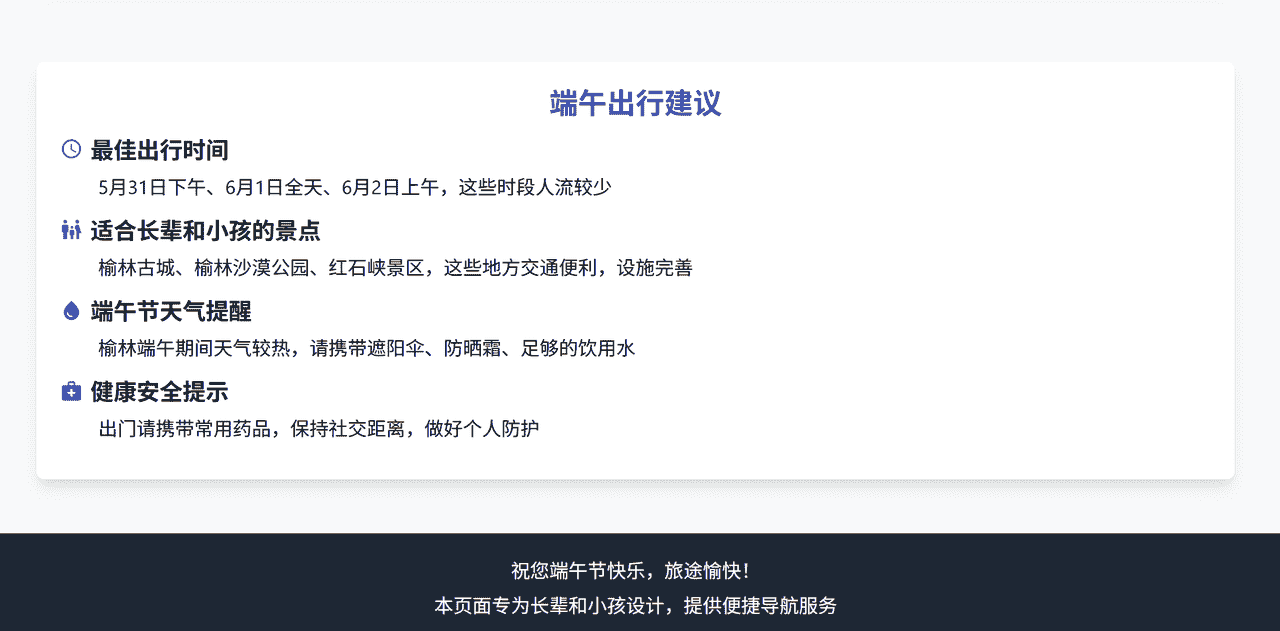 端午出行建议
最佳出行时间
5月31日下午、6月1日全天、6月2日上午，这些时段人流较少
适合长辈和小孩的景点
榆林古城、榆林沙漠公园、红石峡景区，这些地方交通便利，设施完善
端午节天气提醒
榆林端午期间天气较热，请携带遮阳伞、防晒霜、足够的饮用水
健康安全提示
出门请携带常用药品，保持社交距离，做好个人防护
祝您端午节快乐，旅途愉快！
本页面专为长辈和小孩设计，提供便捷导航服务